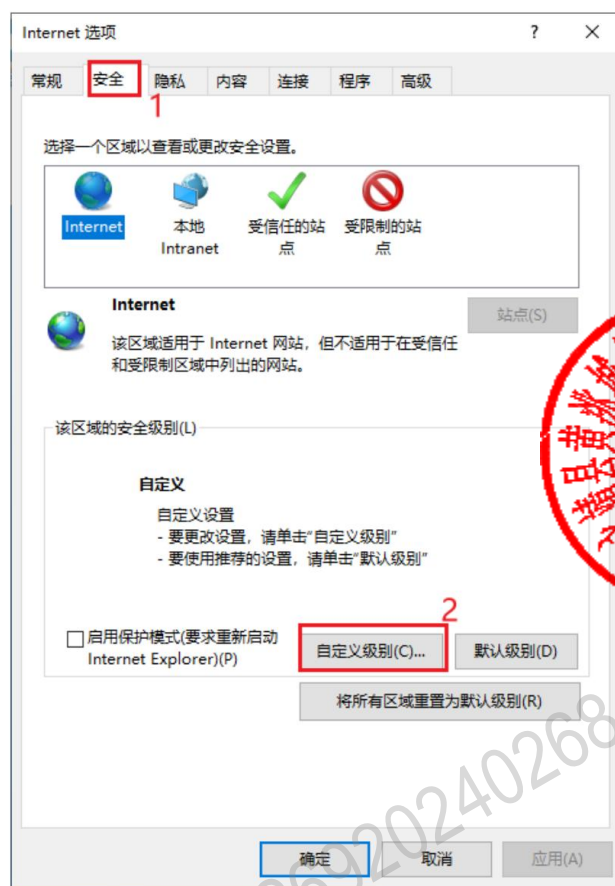 Internet 选项
常规 安全 隐私 内容 连接 程序 高级
1
选择一个区域以查看或更改安全设置。
Internet
本地 Intranet
受信任的站点
受限制的站点
Internet
站点(S)
该区域适用于 Internet 网站，但不适用于在受信任
和受限制区域中列出的网站。
该区域的安全级别(L)
自定义
自定义设置
- 要更改设置，请单击“自定义级别”
- 要使用推荐的设置，请单击“默认级别”
2
启用保护模式(要求重新启动
Internet Explorer)(P)
自定义级别(C)...
默认级别(D)
将所有区域重置为默认级别(R)
确定 取消 应用(A)